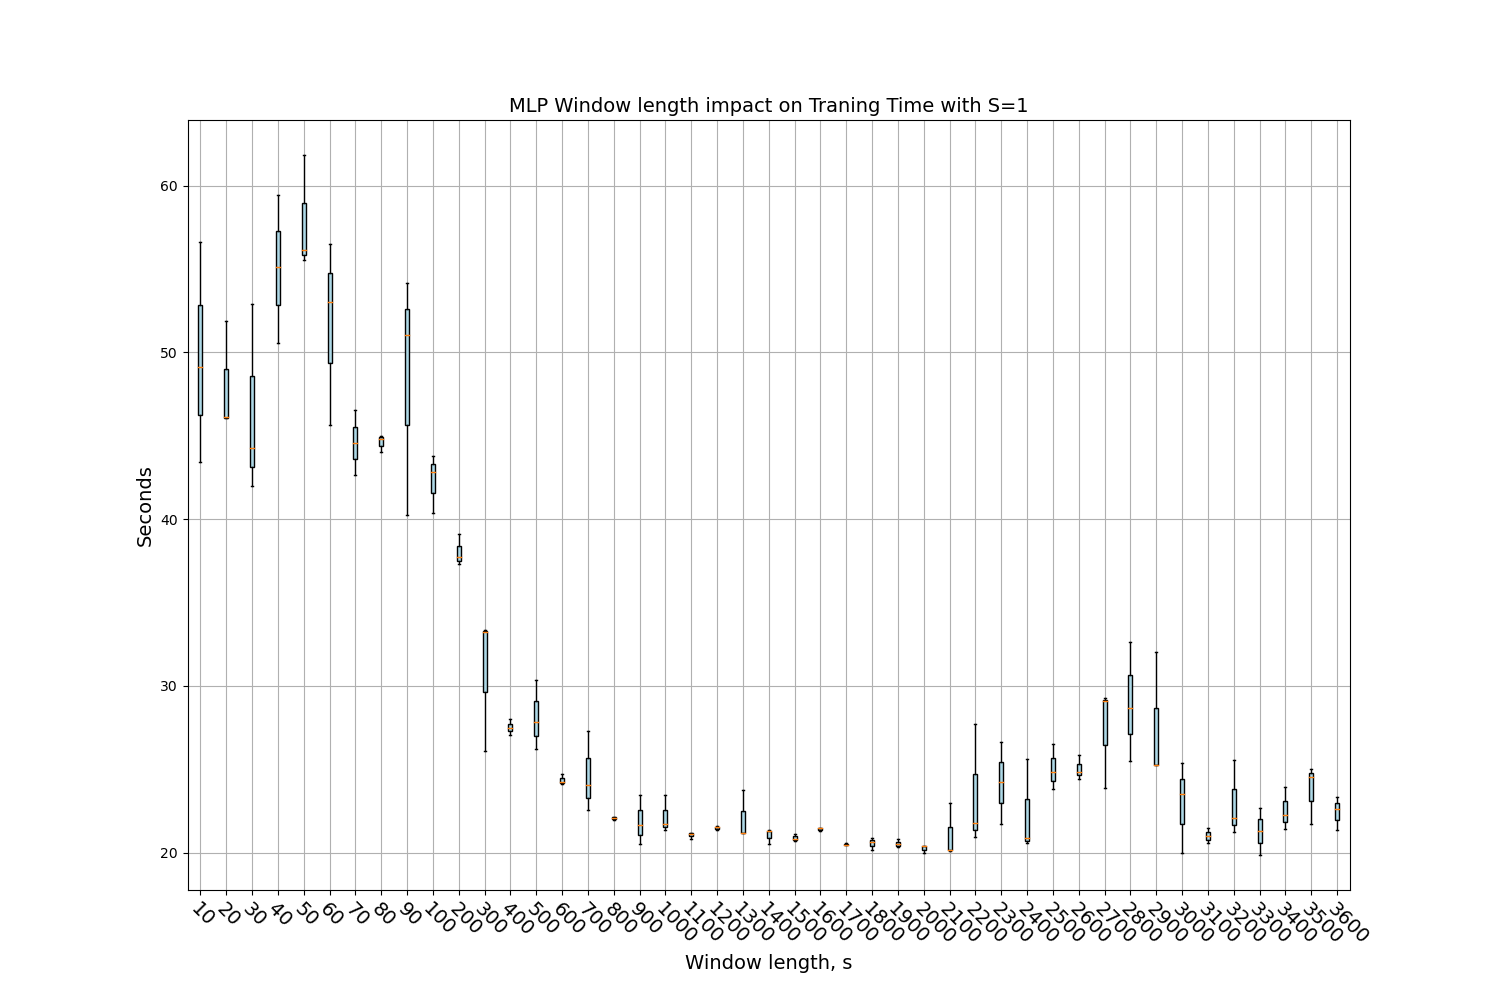 MLP Window length impact on Traning Time with S=1
60
50
40
30
20
Seconds
10 20 30 40 50 60 70 80 90 100 200 300 400 500 600 700 800 900 1000 1100 1200 1300 1400 1500 1600 1700 1800 1900 2000 2100 2200 2300 2400 2500 2600 2700 2800 2900 3000 3100 3200 3300 3400 3500 3600
Window length, s